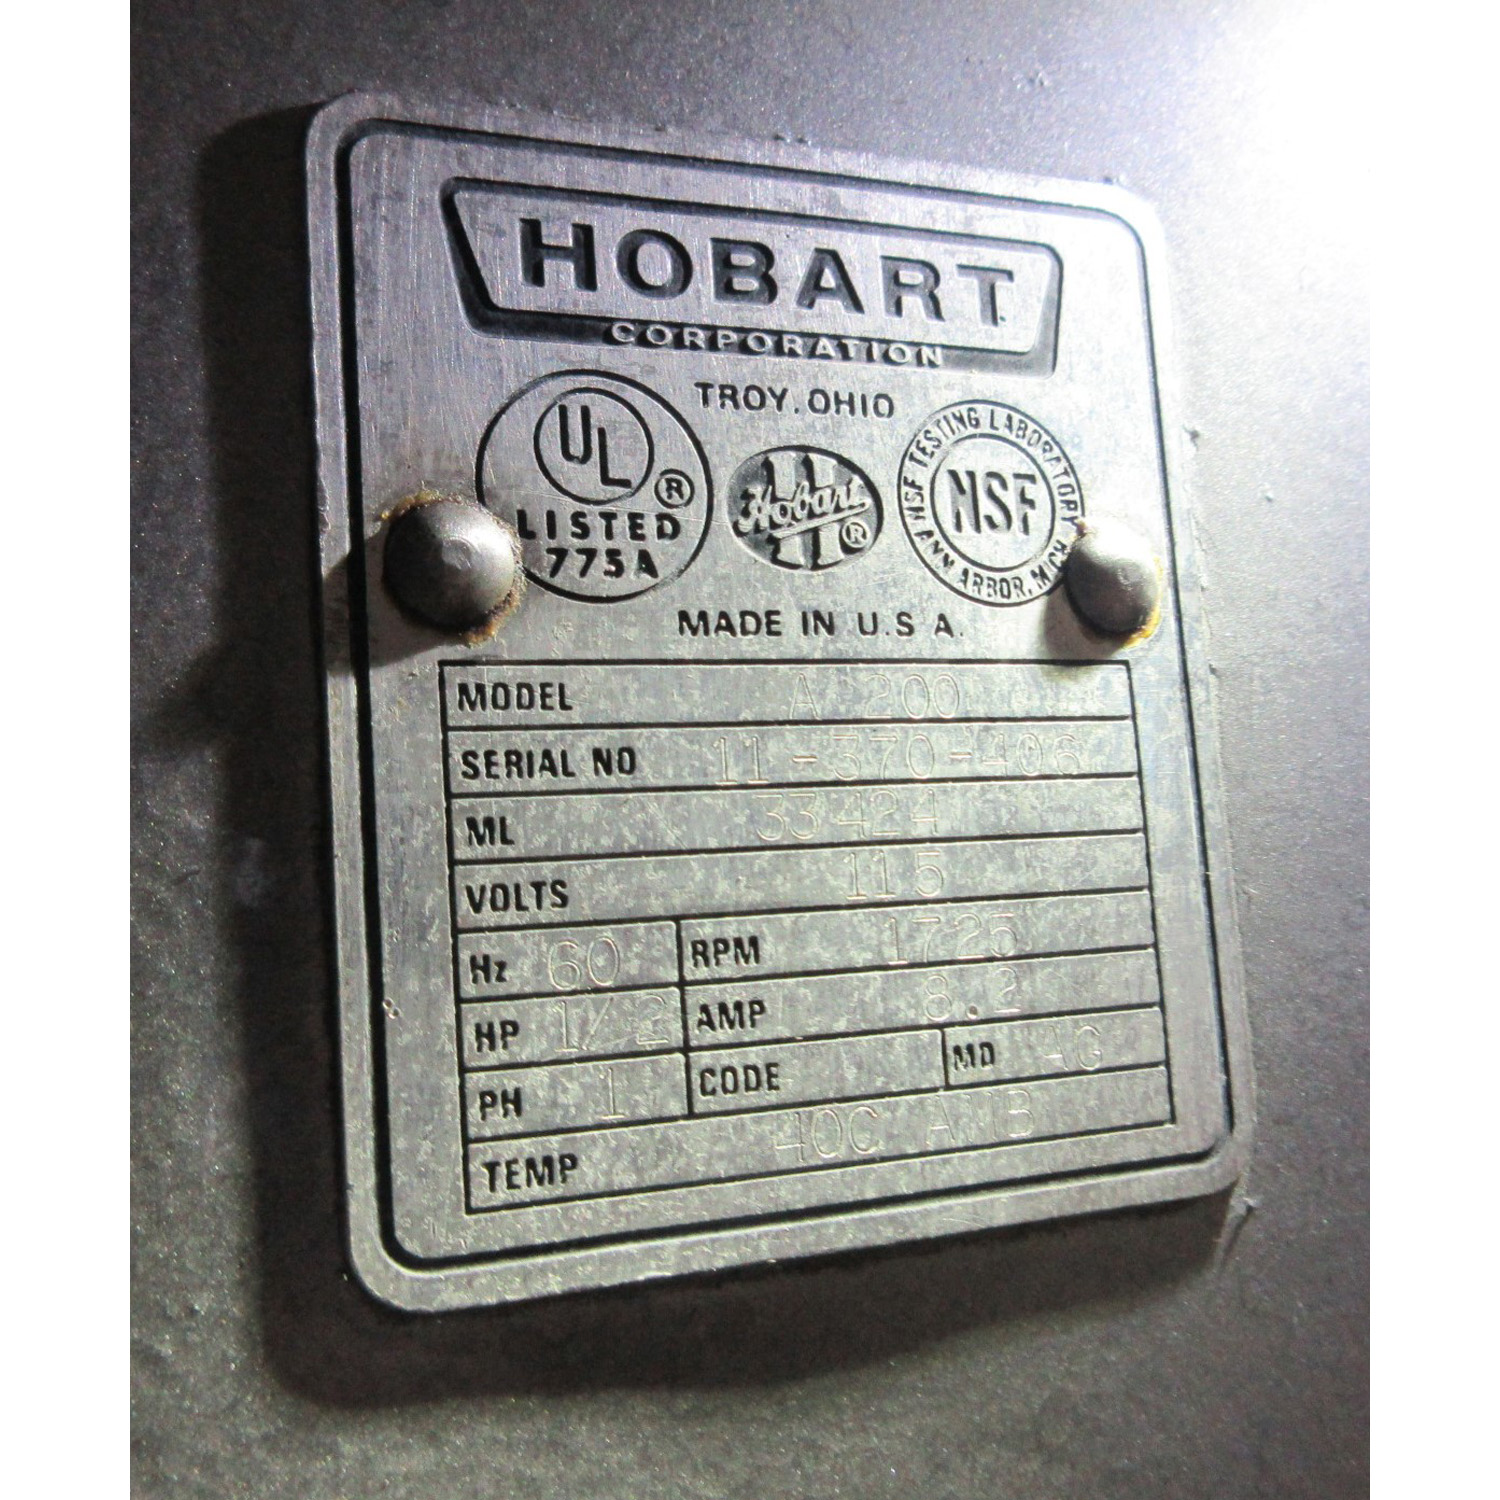 HOBART
CORPORATION
TROY, OHIO
UL ®
LISTED
775A
Hobart ®
NSF TESTING LABORATORY
NSF
ANN ARBOR, MICH
MADE IN U.S A.
MODEL A 200
SERIAL NO 11-370-406
ML 33424
VOLTS 115
Hz 60 RPM 1725
HP 1/2 AMP 8.2
PH 1 CODE MD AG
TEMP 40C AMB